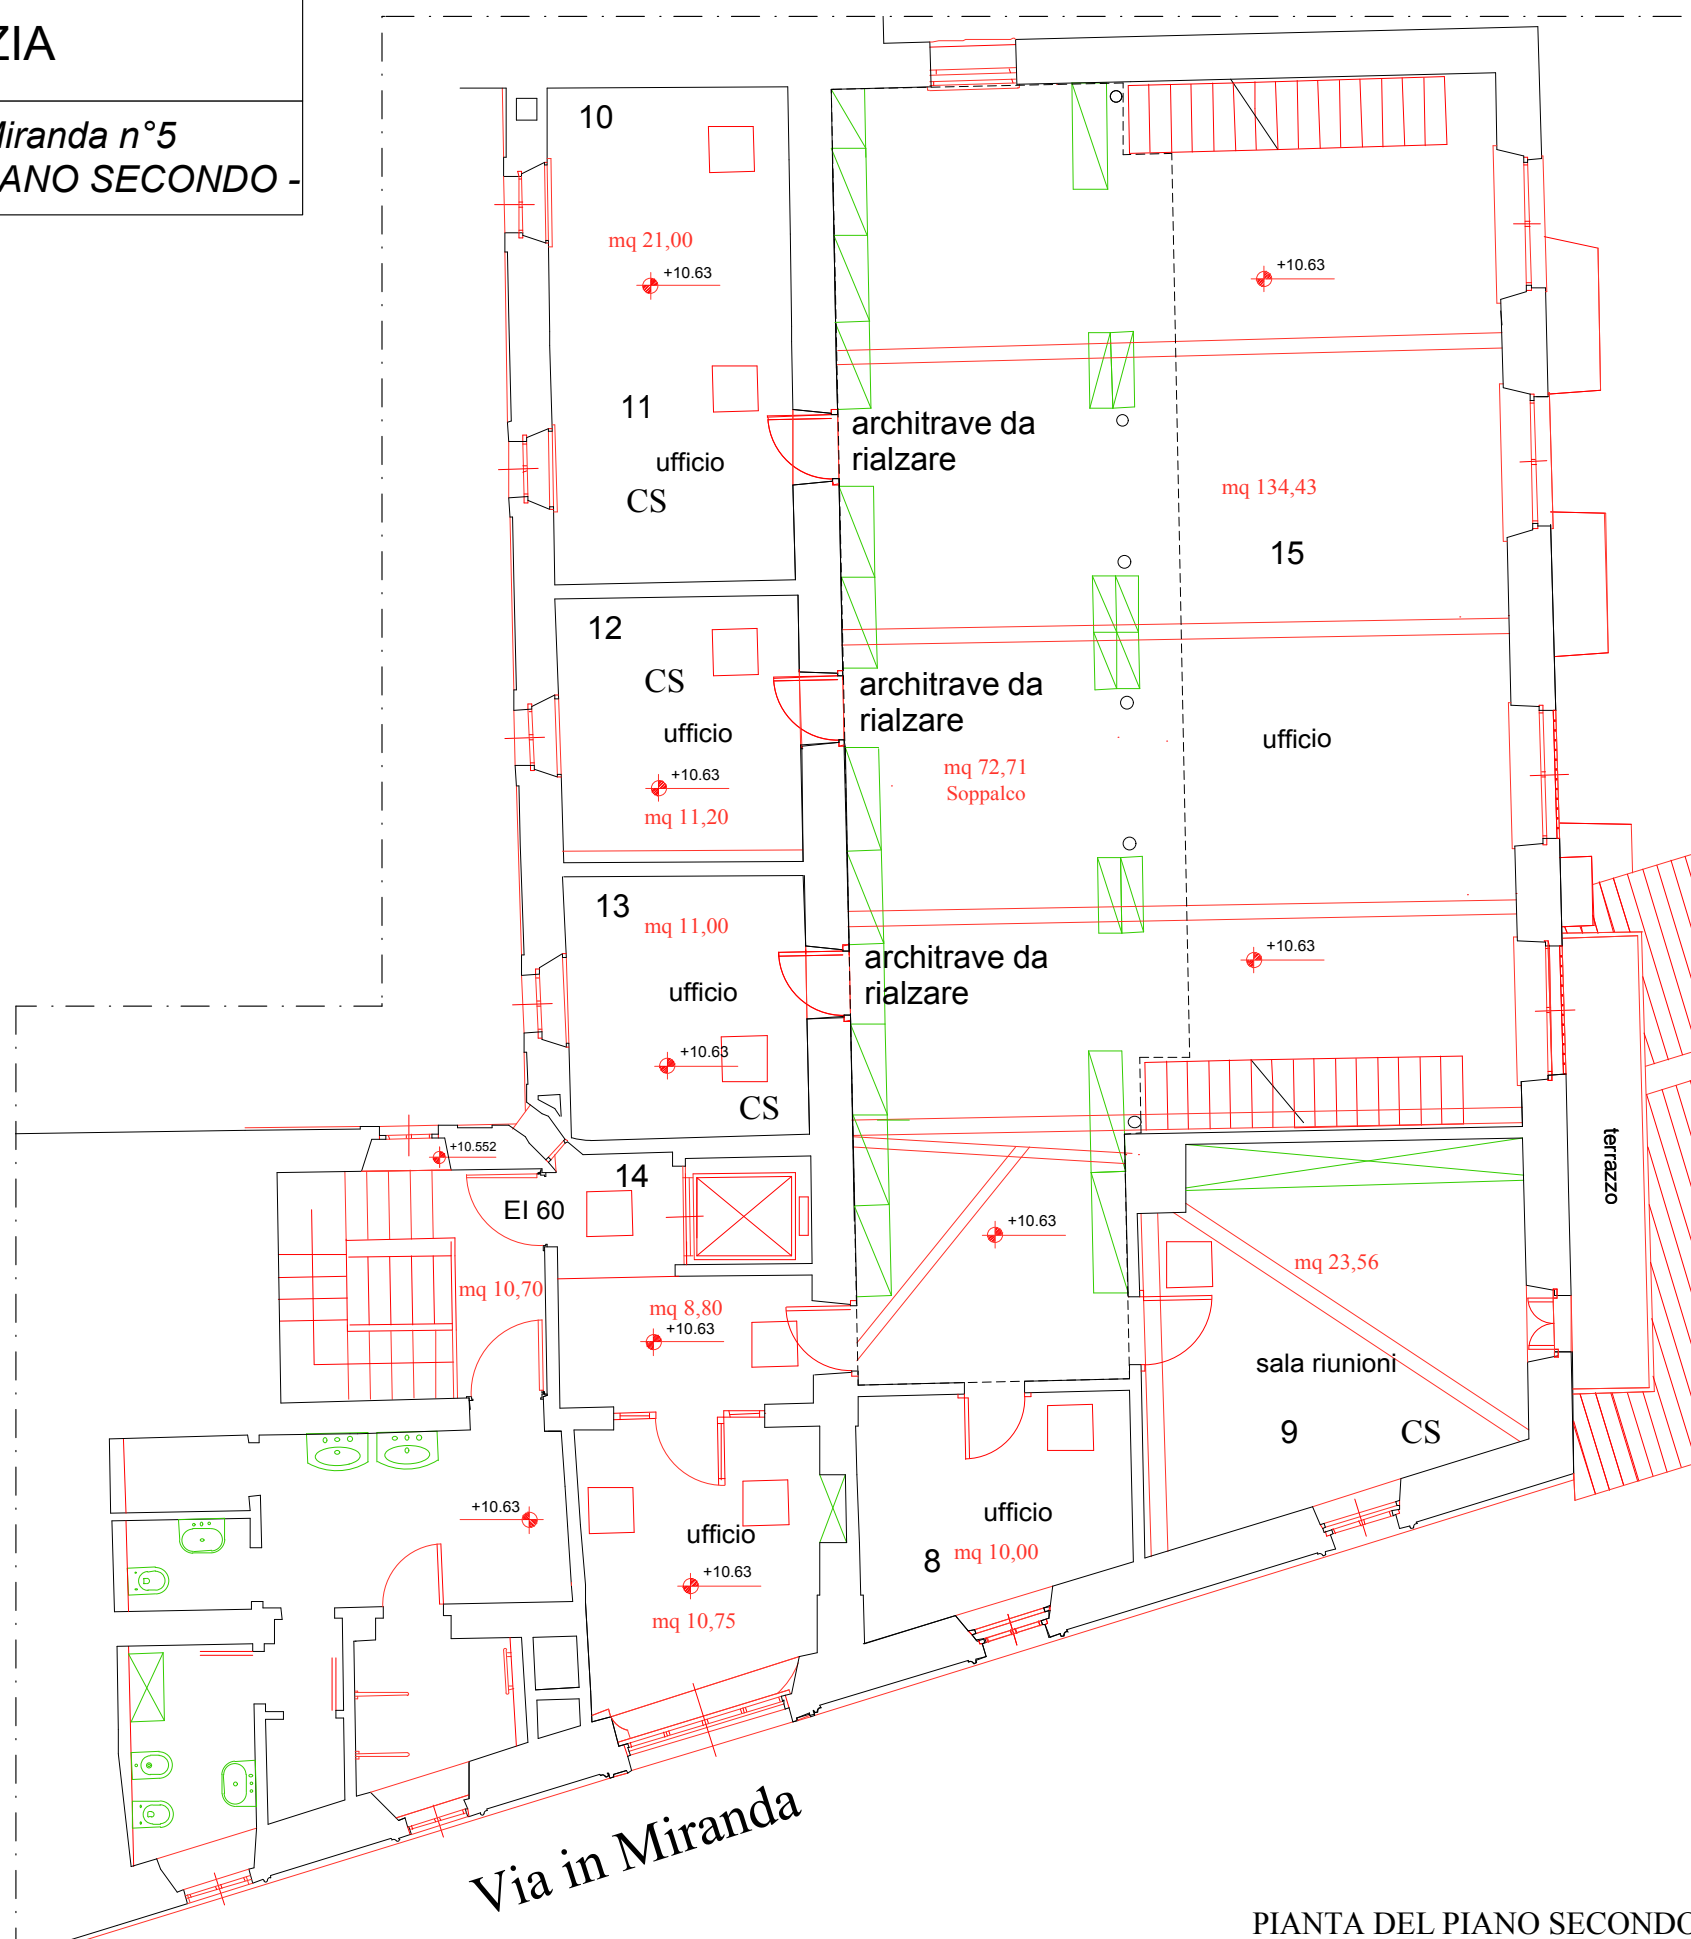 ZIA
Miranda n°5
IANO SECONDO -
10
mq 21,00
+10.63
+10.63
11
ufficio
CS
architrave da
rialzare
mq 134,43
15
12
CS
ufficio
+10.63
mq 11,20
architrave da
rialzare
ufficio
mq 72,71
Soppalco
13
mq 11,00
ufficio
+10.63
CS
architrave da
rialzare
+10.63
+10.552
14
EI 60
mq 10,70
mq 8,80
+10.63
+10.63
mq 23,56
terrazzo
sala riunioni
9
CS
+10.63
ufficio
+10.63
mq 10,75
ufficio
8
mq 10,00
Via in Miranda
PIANTA DEL PIANO SECONDO